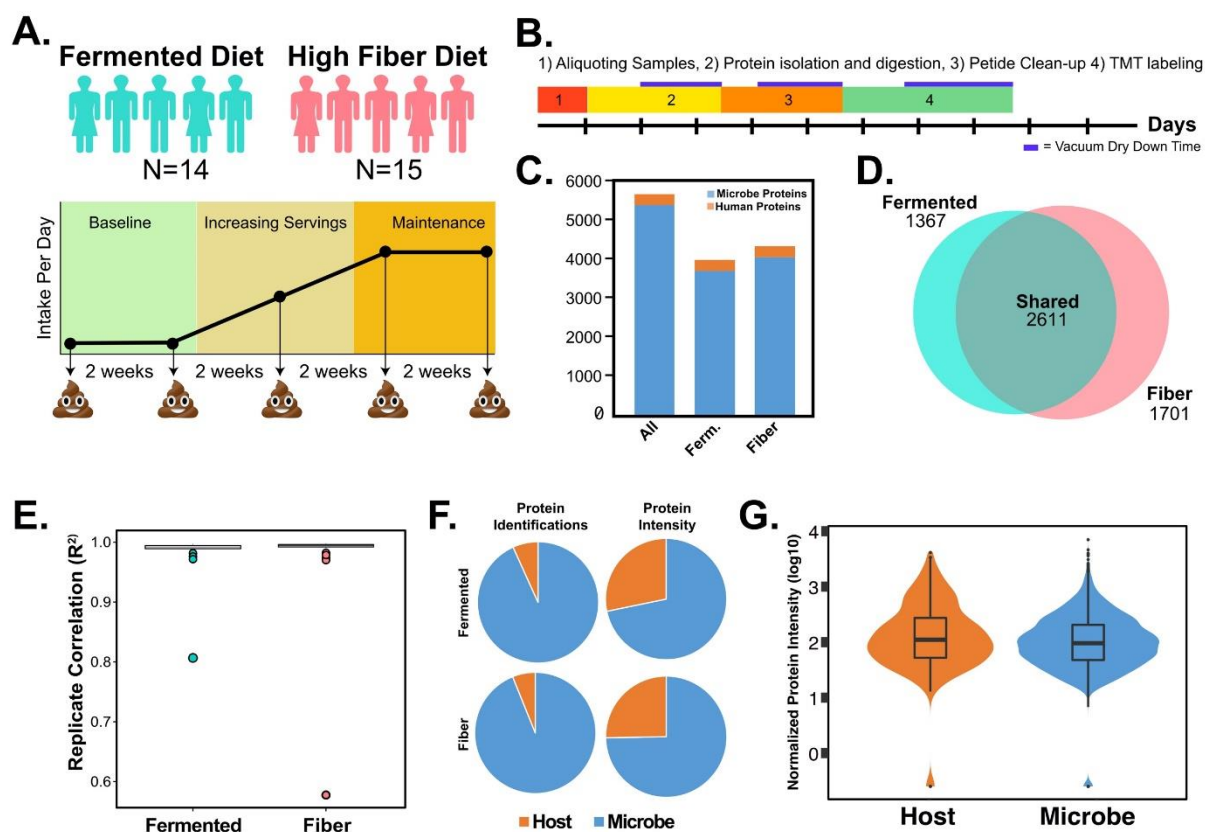 A.
Fermented Diet
High Fiber Diet
N=14
N=15
Intake Per Day
Baseline
Increasing Servings
Maintenance
2 weeks
2 weeks
2 weeks
2 weeks
B.
1) Aliquoting Samples, 2) Protein isolation and digestion, 3) Petide Clean-up 4) TMT labeling
1
2
3
4
Days
= Vacuum Dry Down Time
C.
6000
5000
4000
3000
2000
1000
0
Microbe Proteins
Human Proteins
All
Ferm.
Fiber
D.
Fermented
1367
Shared
2611
Fiber
1701
E.
Replicate Correlation (R²)
1.0
0.9
0.8
0.7
0.6
Fermented
Fiber
F.
Protein
Identifications
Protein
Intensity
Fermented
Fiber
Host
Microbe
G.
Normalized Protein Intensity (log10)
4
3
2
1
0
Host
Microbe